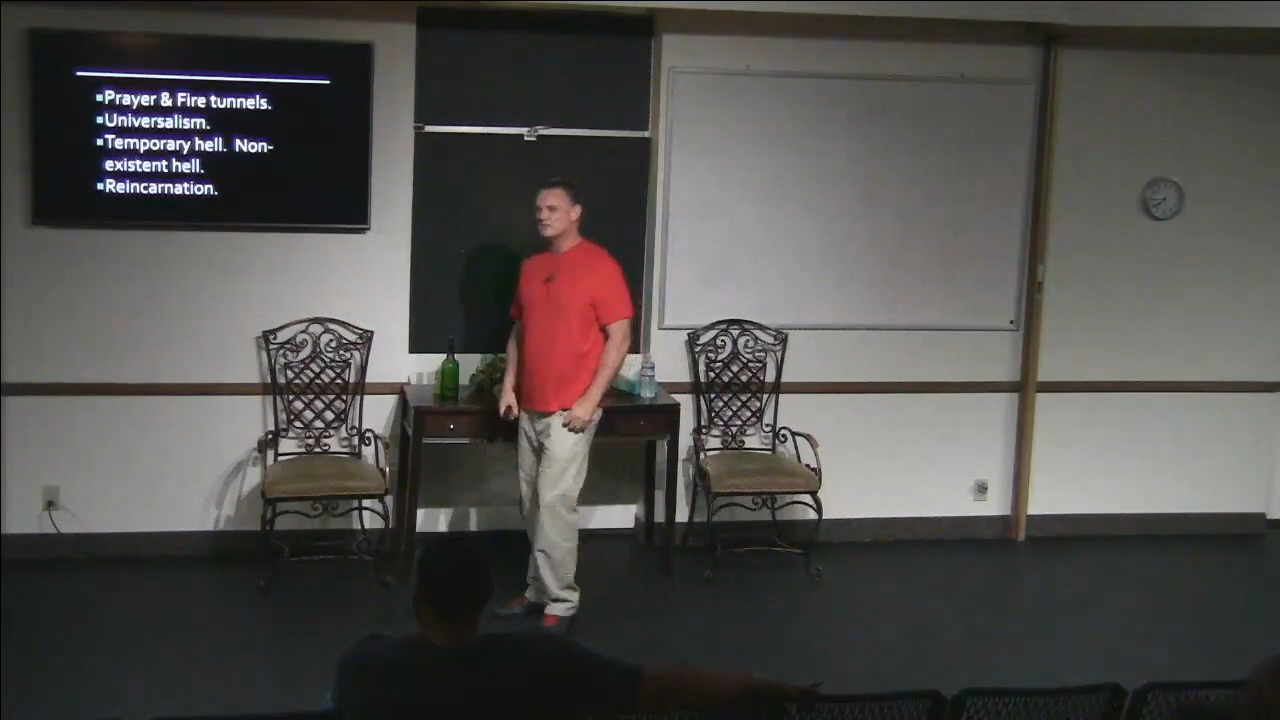 ▪Prayer & Fire tunnels.
▪Universalism.
▪Temporary hell. Non-
existent hell.
▪Reincarnation.